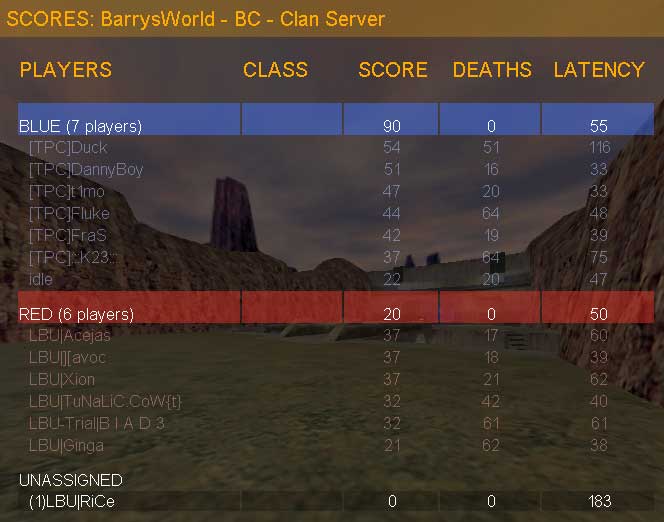 SCORES: BarrysWorld - BC - Clan Server
PLAYERS CLASS SCORE DEATHS LATENCY
BLUE (7 players) 90 0 55
[TPC]Duck 54 51 116
[TPC]DannyBoy 51 16 33
[TPC]t1mo 47 20 33
[TPC]Fluke 44 64 48
[TPC]FraS 42 19 39
[TPC];:K23::: 37 64 75
idle 22 20 47
RED (6 players) 20 0 50
LBU|Acejas 37 17 60
LBU|][avoc 37 18 39
LBU|Xion 37 21 62
LBU|TuNaLiC.CoW{t} 32 42 40
LBU-Trial|B l A D 3 32 61 61
LBU|Ginga 21 62 38
UNASSIGNED
(1)LBU|RiCe 0 0 183